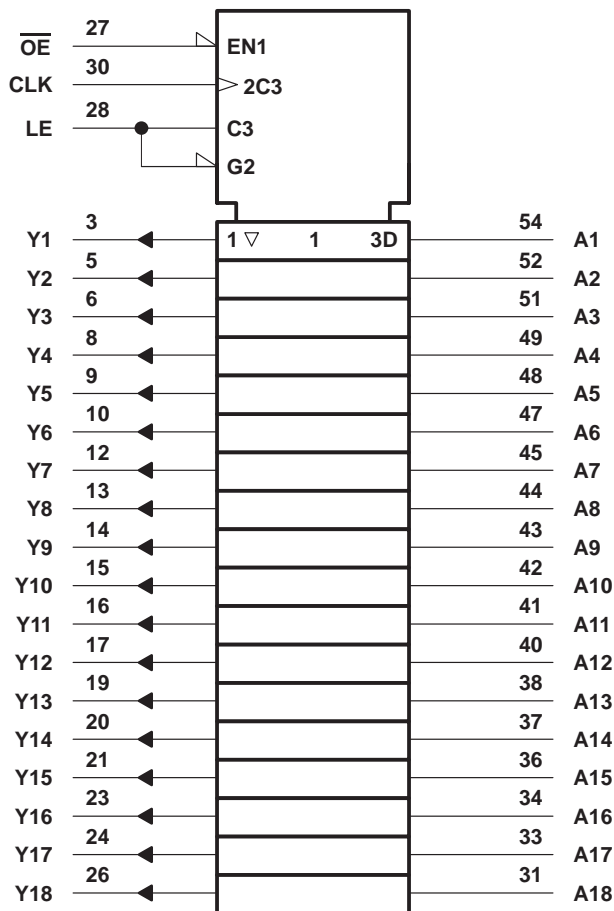 OE 27 EN1
CLK 30 2C3
LE 28 C3
G2
Y1 3 1 ▽ 1 3D 54 A1
Y2 5 52 A2
Y3 6 51 A3
Y4 8 49 A4
Y5 9 48 A5
Y6 10 47 A6
Y7 12 45 A7
Y8 13 44 A8
Y9 14 43 A9
Y10 15 42 A10
Y11 16 41 A11
Y12 17 40 A12
Y13 19 38 A13
Y14 20 37 A14
Y15 21 36 A15
Y16 23 34 A16
Y17 24 33 A17
Y18 26 31 A18